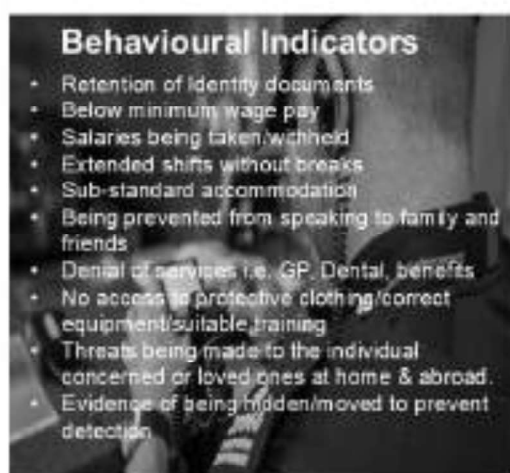 Behavioural Indicators
• Retention of Identity documents
• Below minimum wage pay
• Salaries being taken/withheld
• Extended shifts without breaks
• Sub-standard accommodation
• Being prevented from speaking to family and
friends
• Denial of services i.e. GP, Dental, benefits
• No access to protective clothing/correct
equipment/suitable training
• Threats being made to the individual
concerned or loved ones at home & abroad.
• Evidence of being hidden/moved to prevent
detection